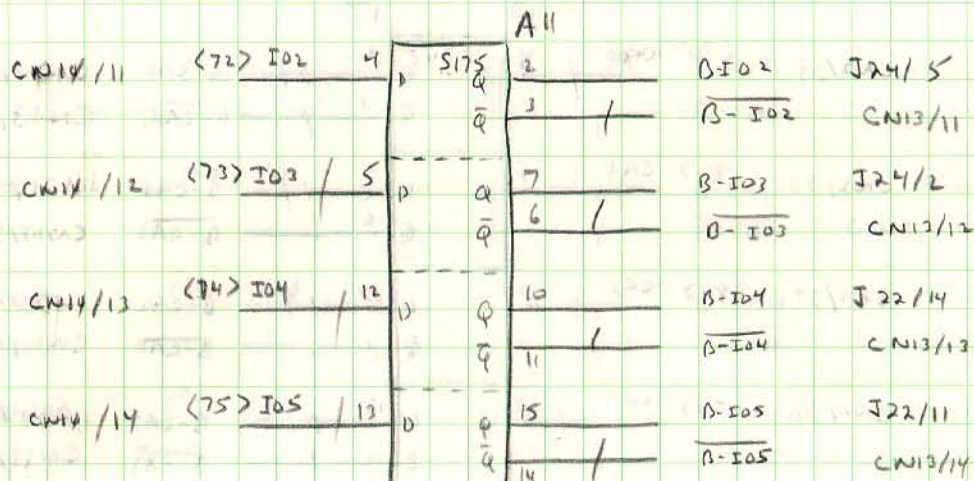 A11
CN14/11 <72> I02 4 S175 2 B-I02 J24/5
D Q
Q̅ 3 B-I02 CN13/11
CN14/12 <73> I03 5 D Q 7 B-I03 J24/2
Q̅ 6 B-I03 CN13/12
CN14/13 <74> I04 12 D Q 10 B-I04 J22/14
Q̅ 11 B-I04 CN13/13
CN14/14 <75> I05 13 D Q 15 B-I05 J22/11
Q̅ 14 B-I05 CN13/14